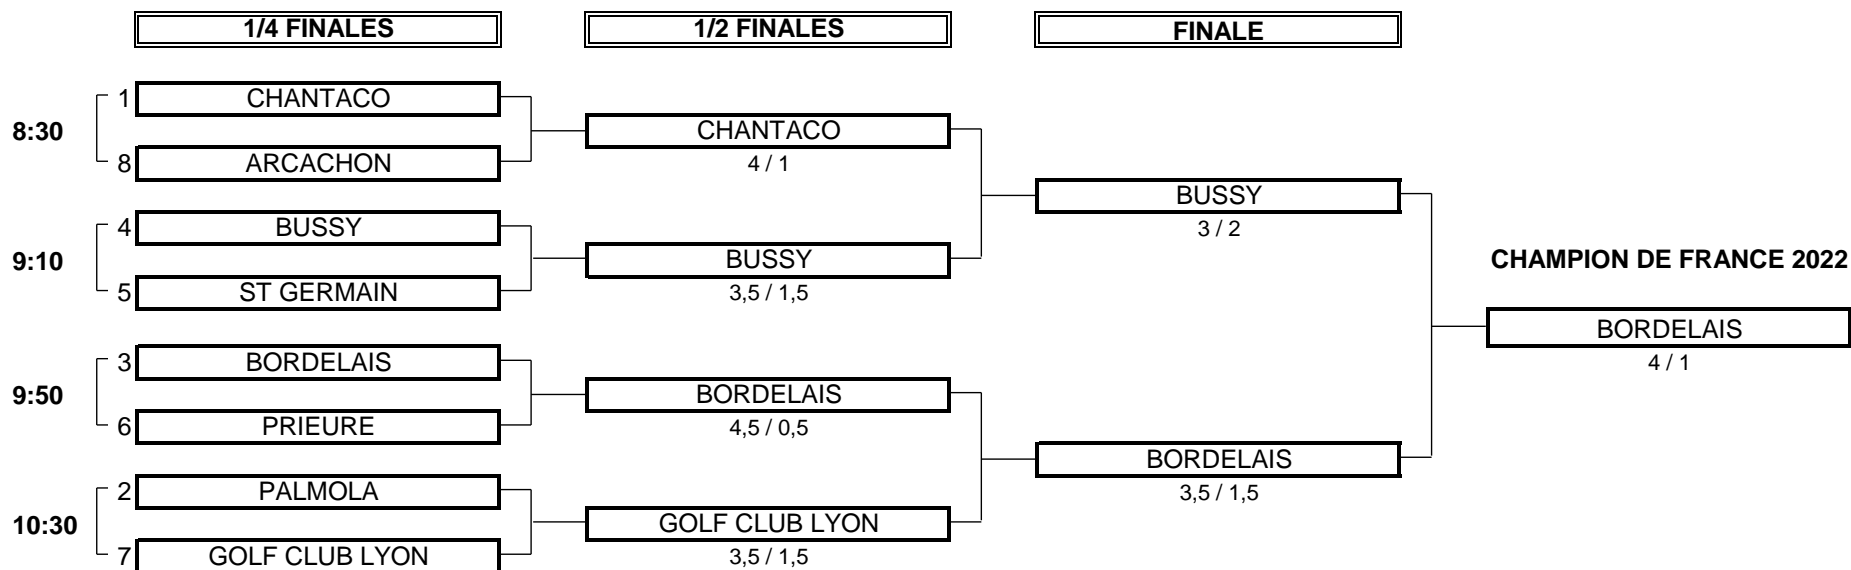 1/4 FINALES
1/2 FINALES
FINALE
8:30
1 CHANTACO
8 ARCACHON
CHANTACO
4 / 1
9:10
4 BUSSY
5 ST GERMAIN
BUSSY
3,5 / 1,5
BUSSY
3 / 2
9:50
3 BORDELAIS
6 PRIEURE
BORDELAIS
4,5 / 0,5
10:30
2 PALMOLA
7 GOLF CLUB LYON
GOLF CLUB LYON
3,5 / 1,5
BORDELAIS
3,5 / 1,5
CHAMPION DE FRANCE 2022
BORDELAIS
4 / 1